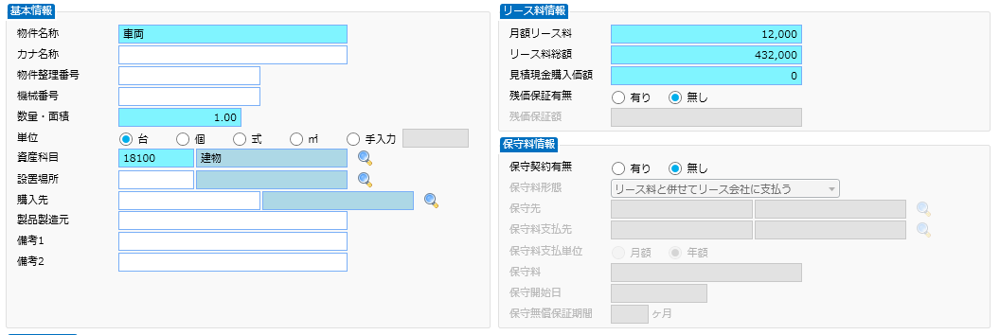 基本情報
物件名称 車両
カナ名称
物件整理番号
機械番号
数量・面積 1.00
単位 台 個 式 ㎡ 手入力
資産科目 18100 建物
設置場所
購入先
製品製造元
備考1
備考2
リース料情報
月額リース料 12,000
リース料総額 432,000
見積現金購入価額 0
残価保証有無 有り 無し
残価保証額
保守料情報
保守契約有無 有り 無し
保守料形態 リース料と併せてリース会社に支払う
保守先
保守料支払先
保守料支払単位 月額 年額
保守料
保守開始日
保守無償保証期間 ヶ月